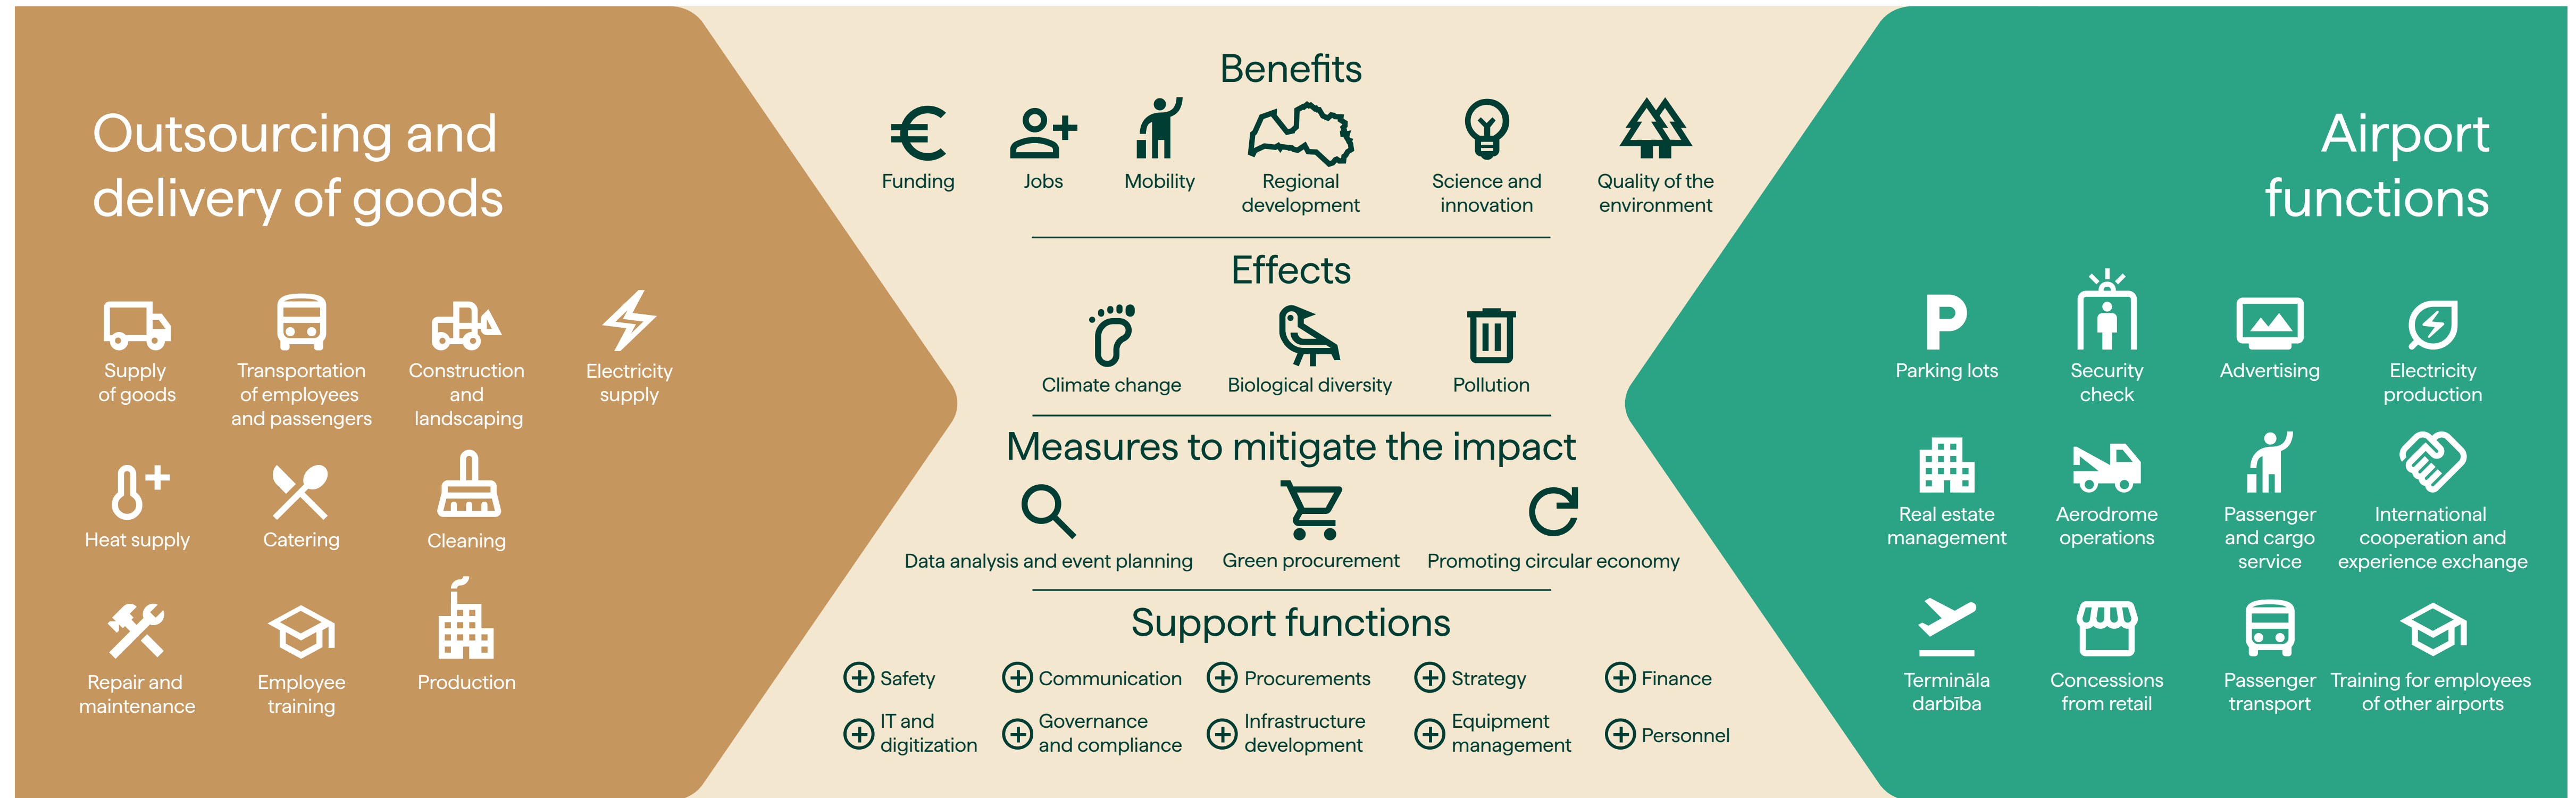 Outsourcing and
delivery of goods
Supply
of goods
Transportation
of employees
and passengers
Construction
and
landscaping
Electricity
supply
Heat supply
Catering
Cleaning
Repair and
maintenance
Employee
training
Production
Benefits
Funding
Jobs
Mobility
Regional
development
Science and
innovation
Quality of the
environment
Effects
Climate change
Biological diversity
Pollution
Measures to mitigate the impact
Data analysis and event planning
Green procurement
Promoting circular economy
Support functions
Safety
Communication
Procurements
Strategy
Finance
IT and
digitization
Governance
and compliance
Infrastructure
development
Equipment
management
Personnel
Airport
functions
P
Parking lots
Security
check
Advertising
Electricity
production
Real estate
management
Aerodrome
operations
Passenger
and cargo
service
International
cooperation and
experience exchange
Termināla
darbība
Concessions
from retail
Passenger
transport
Training for employees
of other airports